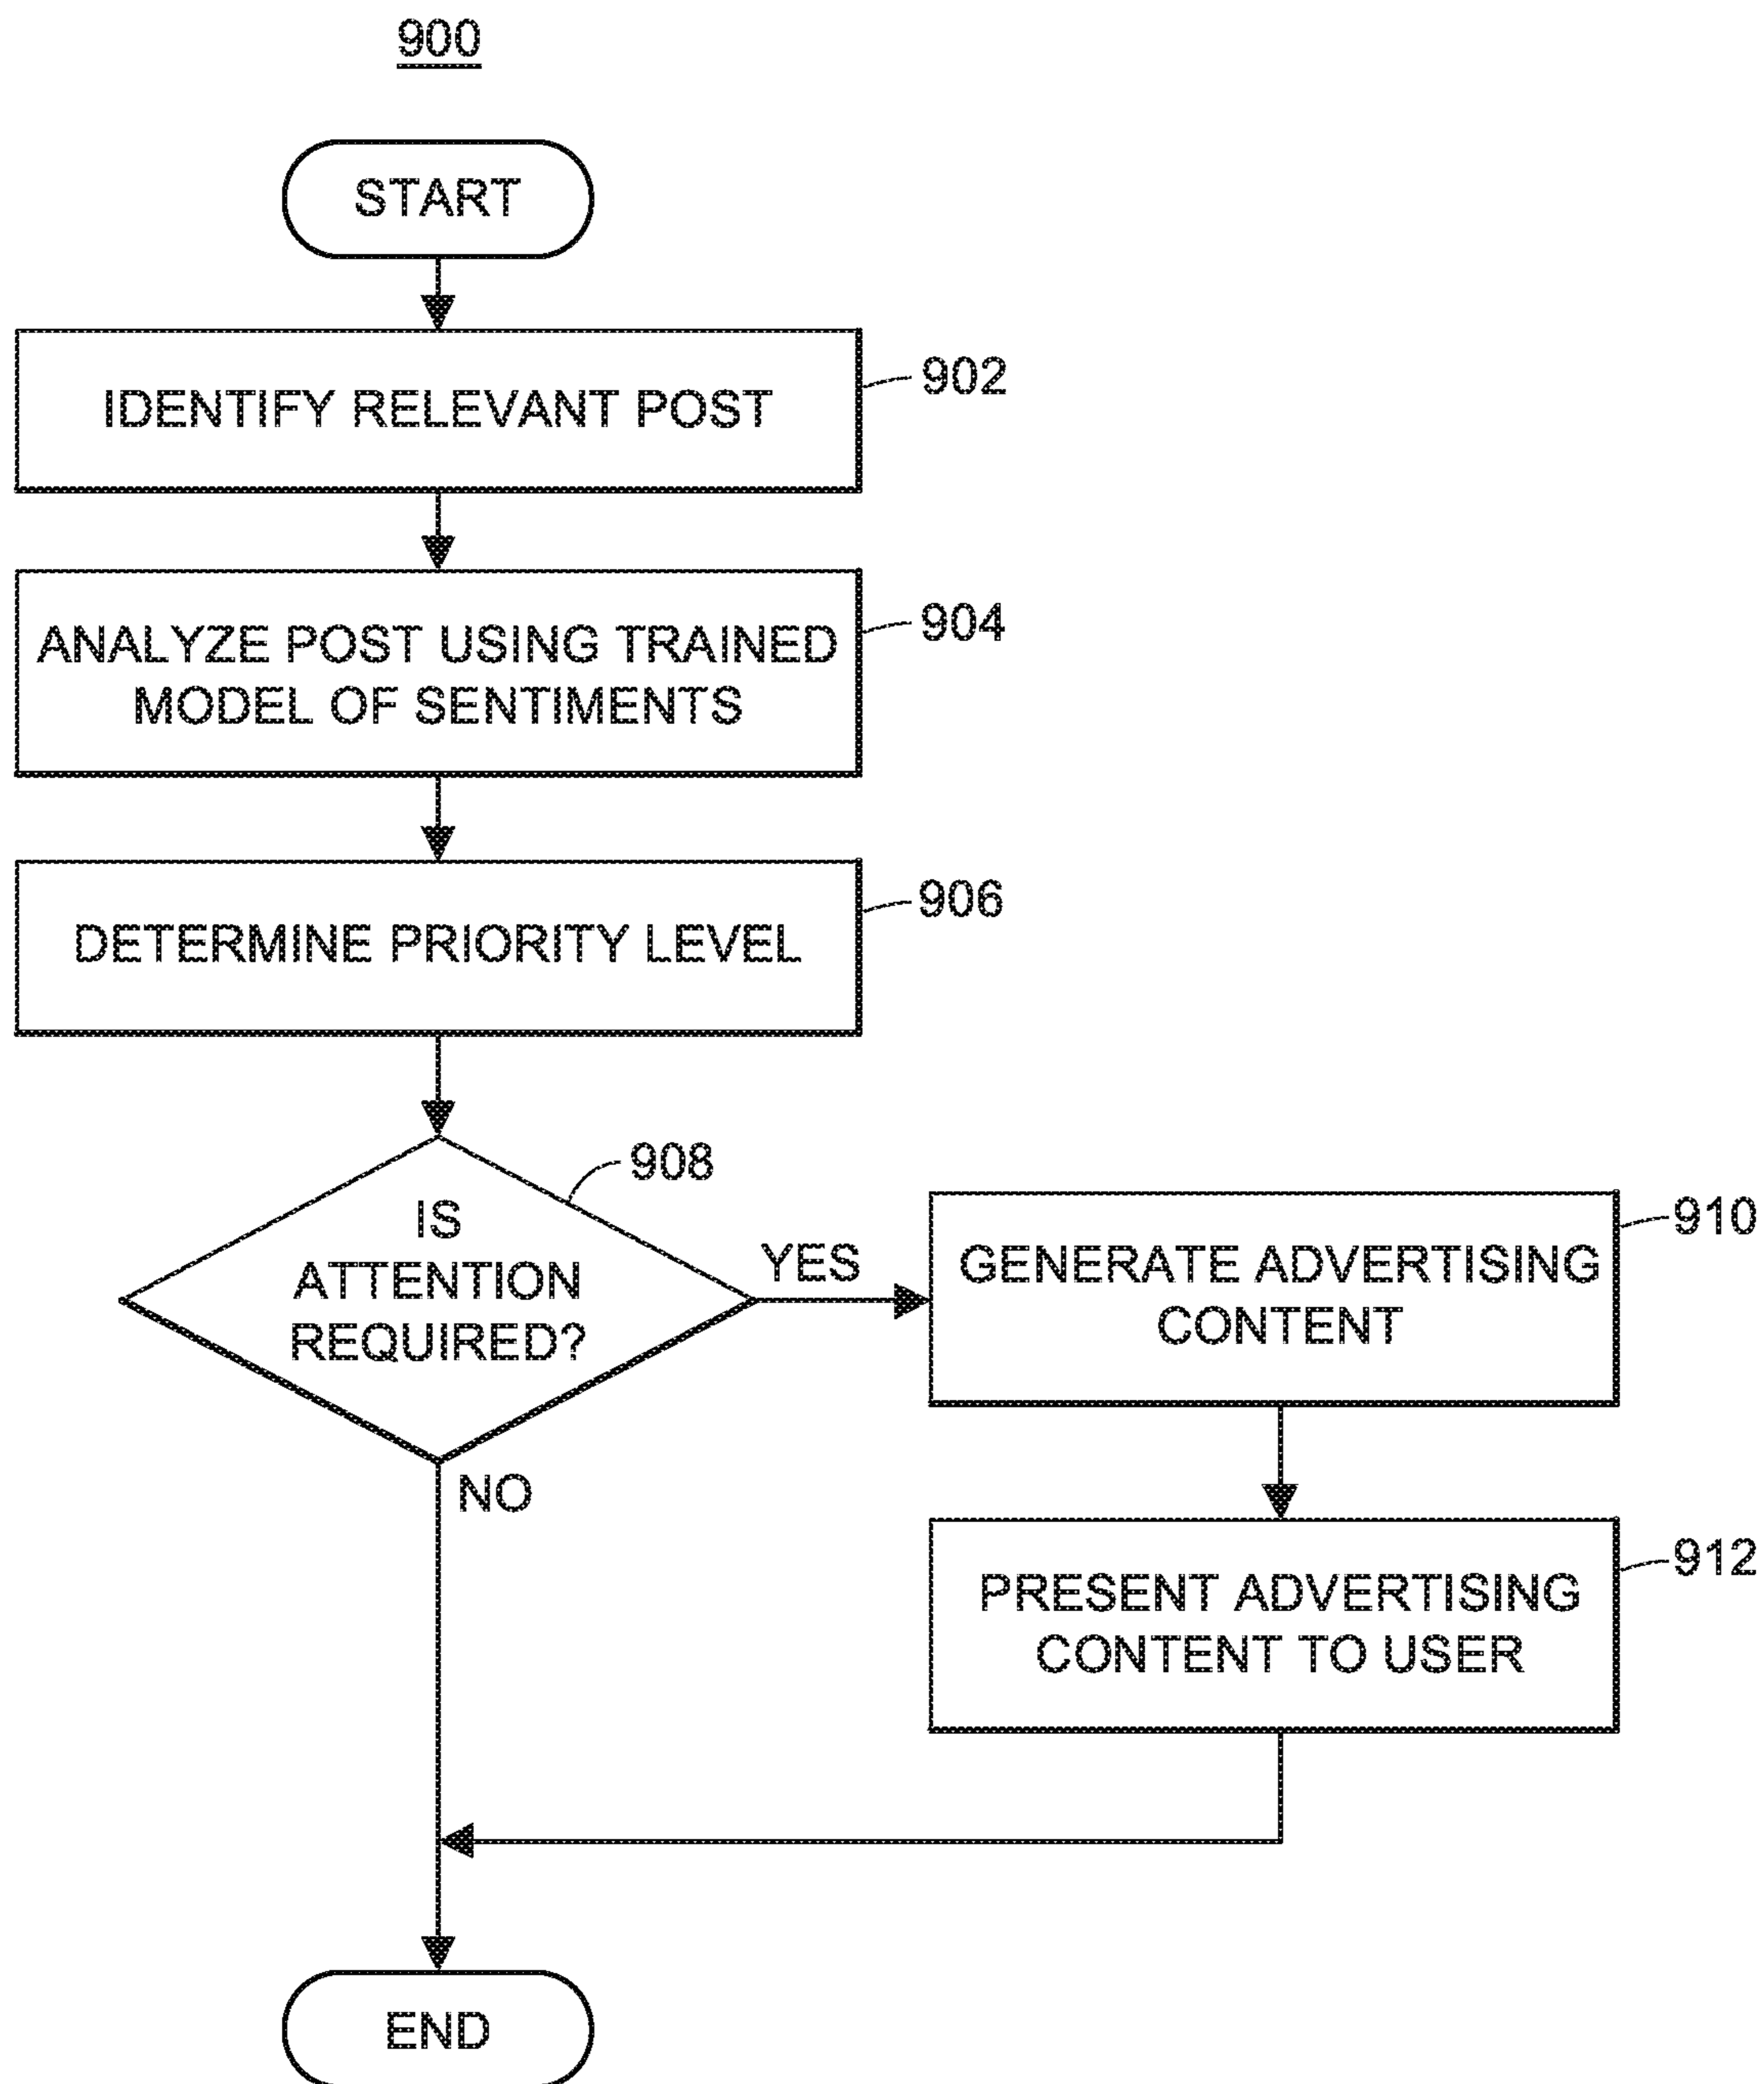 900
START
IDENTIFY RELEVANT POST
902
ANALYZE POST USING TRAINED
MODEL OF SENTIMENTS
904
DETERMINE PRIORITY LEVEL
906
IS
ATTENTION
REQUIRED?
908
YES
NO
GENERATE ADVERTISING
CONTENT
910
PRESENT ADVERTISING
CONTENT TO USER
912
END